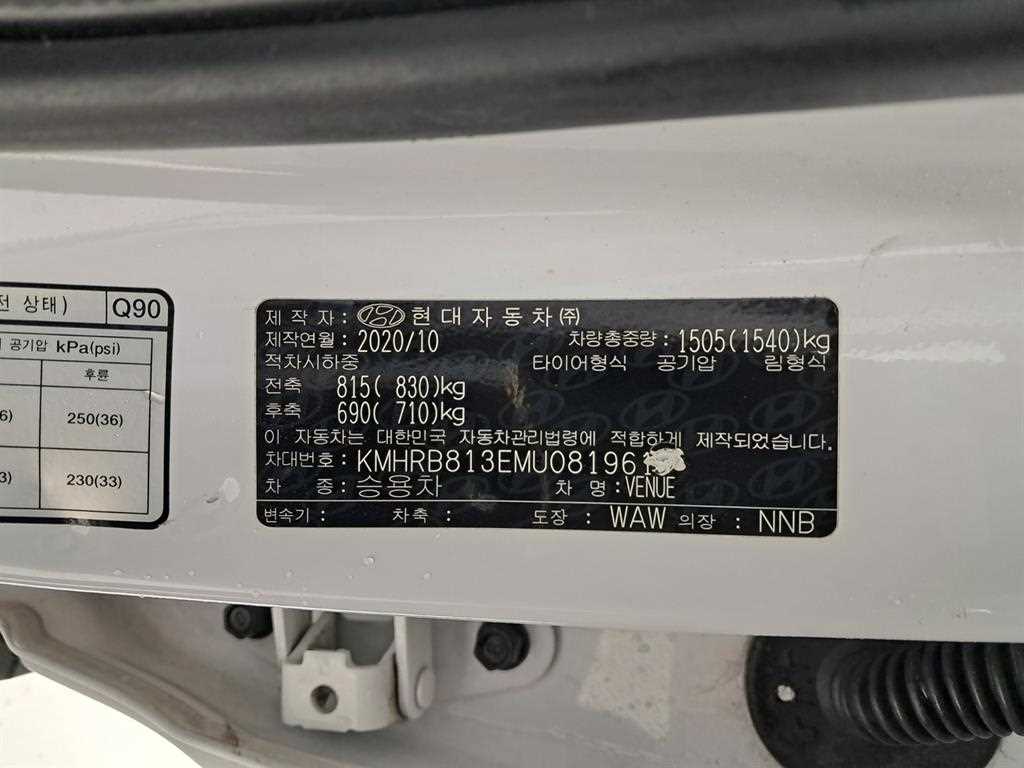 전 상태)
Q90
공기압 kPa(psi)
후륜
250(36)
230(33)
제 작 자 : 현대자동차㈜
제작연월 : 2020/10 차량총중량 : 1505(1540)kg
적차시하중 타이어형식 공기압 림형식
전축 815( 830)kg
후축 690( 710)kg
이 자동차는 대한민국 자동차관리법령에 적합하게 제작되었습니다.
차대번호 : KMHRB813EMU08196
차 종 : 승용차 차 명 : VENUE
변속기 : 차축 : 도장 : WAW 의장 : NNB